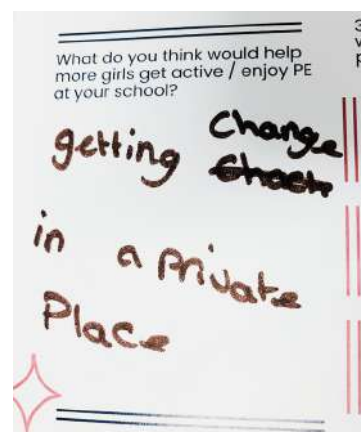 What do you think would help
more girls get active / enjoy PE
at your school?
getting change
in a private
Place